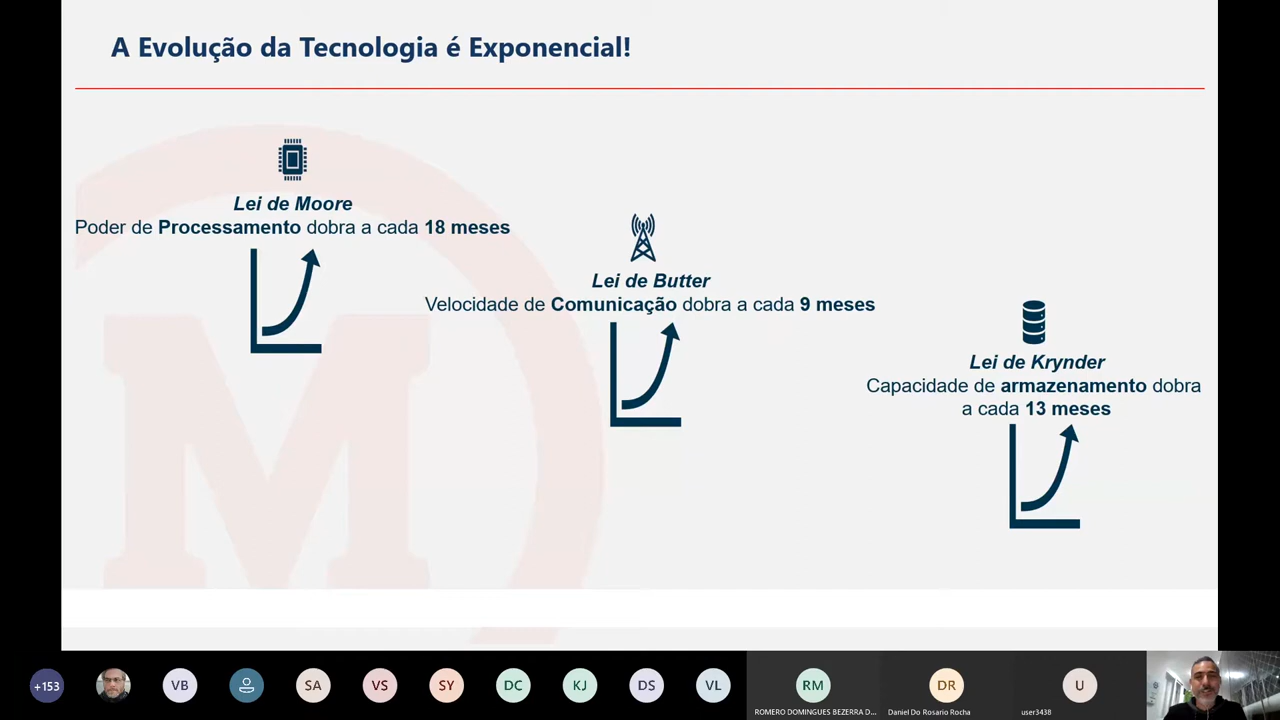 A Evolução da Tecnologia é Exponencial!
Lei de Moore
Poder de Processamento dobra a cada 18 meses
Lei de Butter
Velocidade de Comunicação dobra a cada 9 meses
Lei de Krynder
Capacidade de armazenamento dobra
a cada 13 meses
M
+153
VB
SA
VS
SY
DC
KJ
DS
VL
RM
DR
U
ROMERO DOMINGUES BEZERRA D...
Daniel Do Rosario Rocha
user3438